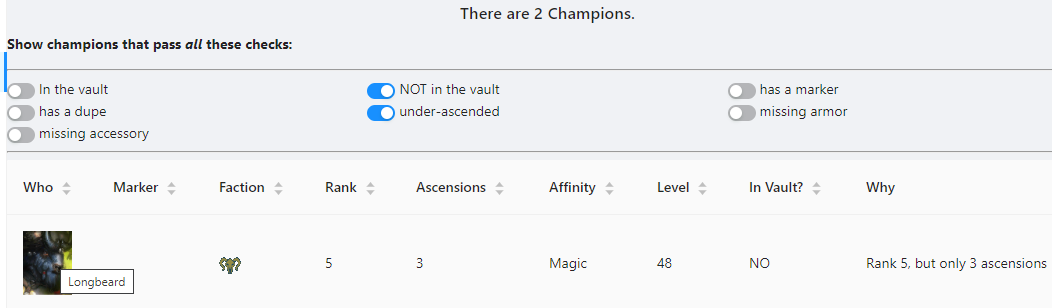 There are 2 Champions.
Show champions that pass all these checks:
In the vault NOT in the vault has a marker
has a dupe under-ascended missing armor
missing accessory
Who Marker Faction Rank Ascensions Affinity Level In Vault? Why
5 3 Magic 48 NO Rank 5, but only 3 ascensions
Longbeard